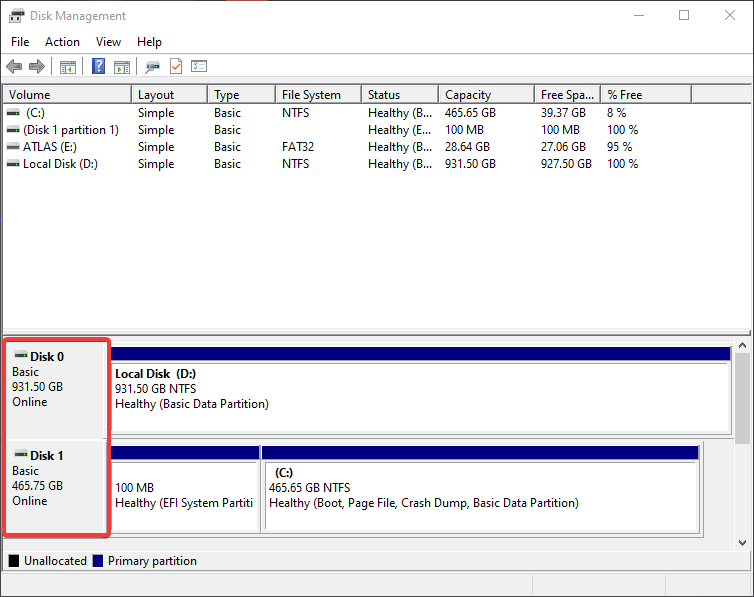 Disk Management
File Action View Help
Volume Layout Type File System Status Capacity Free Spa... % Free
(C:) Simple Basic NTFS Healthy (B... 465.65 GB 39.37 GB 8 %
(Disk 1 partition 1) Simple Basic Healthy (E... 100 MB 100 MB 100 %
ATLAS (E:) Simple Basic FAT32 Healthy (B... 28.64 GB 27.06 GB 95 %
Local Disk (D:) Simple Basic NTFS Healthy (B... 931.50 GB 927.50 GB 100 %
Disk 0
Basic
931.50 GB
Online
Local Disk (D:)
931.50 GB NTFS
Healthy (Basic Data Partition)
Disk 1
Basic
465.75 GB
Online
100 MB
Healthy (EFI System Partiti
(C:)
465.65 GB NTFS
Healthy (Boot, Page File, Crash Dump, Basic Data Partition)
Unallocated Primary partition